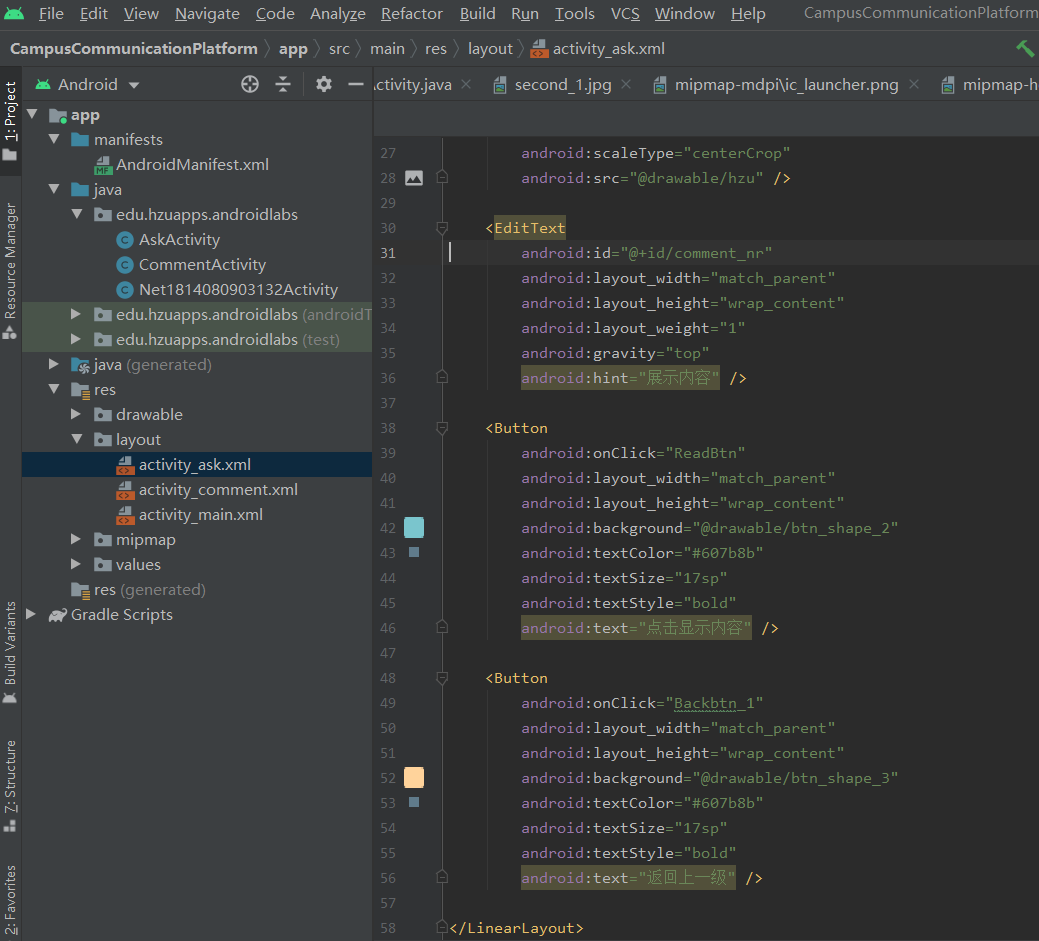 File Edit View Navigate Code Analyze Refactor Build Run Tools VCS Window Help CampusCommunicationPlatform
CampusCommunicationPlatform app src main res layout activity_ask.xml
1: Project
Resource Manager
Build Variants
7: Structure
2: Favorites
Android
app
manifests
AndroidManifest.xml
java
edu.hzuapps.androidlabs
AskActivity
CommentActivity
Net1814080903132Activity
edu.hzuapps.androidlabs (androidT
edu.hzuapps.androidlabs (test)
java (generated)
res
drawable
layout
activity_ask.xml
activity_comment.xml
activity_main.xml
mipmap
values
res (generated)
Gradle Scripts
ctivity.java second_1.jpg mipmap-mdpi\ic_launcher.png mipmap-h
27 android:scaleType="centerCrop"
28 android:src="@drawable/hzu" />
29
30 <EditText
31 android:id="@+id/comment_nr"
32 android:layout_width="match_parent"
33 android:layout_height="wrap_content"
34 android:layout_weight="1"
35 android:gravity="top"
36 android:hint="展示内容" />
37
38 <Button
39 android:onClick="ReadBtn"
40 android:layout_width="match_parent"
41 android:layout_height="wrap_content"
42 android:background="@drawable/btn_shape_2"
43 android:textColor="#607b8b"
44 android:textSize="17sp"
45 android:textStyle="bold"
46 android:text="点击显示内容" />
47
48 <Button
49 android:onClick="Backbtn_1"
50 android:layout_width="match_parent"
51 android:layout_height="wrap_content"
52 android:background="@drawable/btn_shape_3"
53 android:textColor="#607b8b"
54 android:textSize="17sp"
55 android:textStyle="bold"
56 android:text="返回上一级" />
57
58 </LinearLayout>